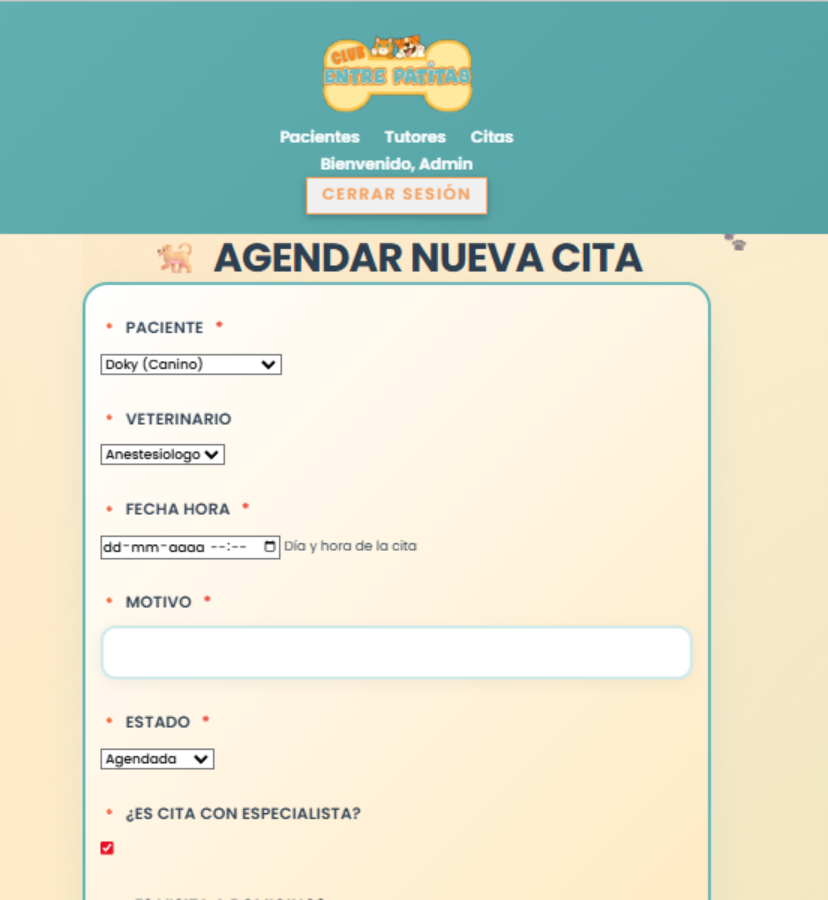 CLUB
ENTRE PATITAS
Pacientes Tutores Citas
Bienvenido, Admin
CERRAR SESIÓN
AGENDAR NUEVA CITA
PACIENTE *
Doky (Canino)
VETERINARIO
Anestesiologo
FECHA HORA *
dd-mm-aaaa --:-- Día y hora de la cita
MOTIVO *
ESTADO *
Agendada
¿ES CITA CON ESPECIALISTA?